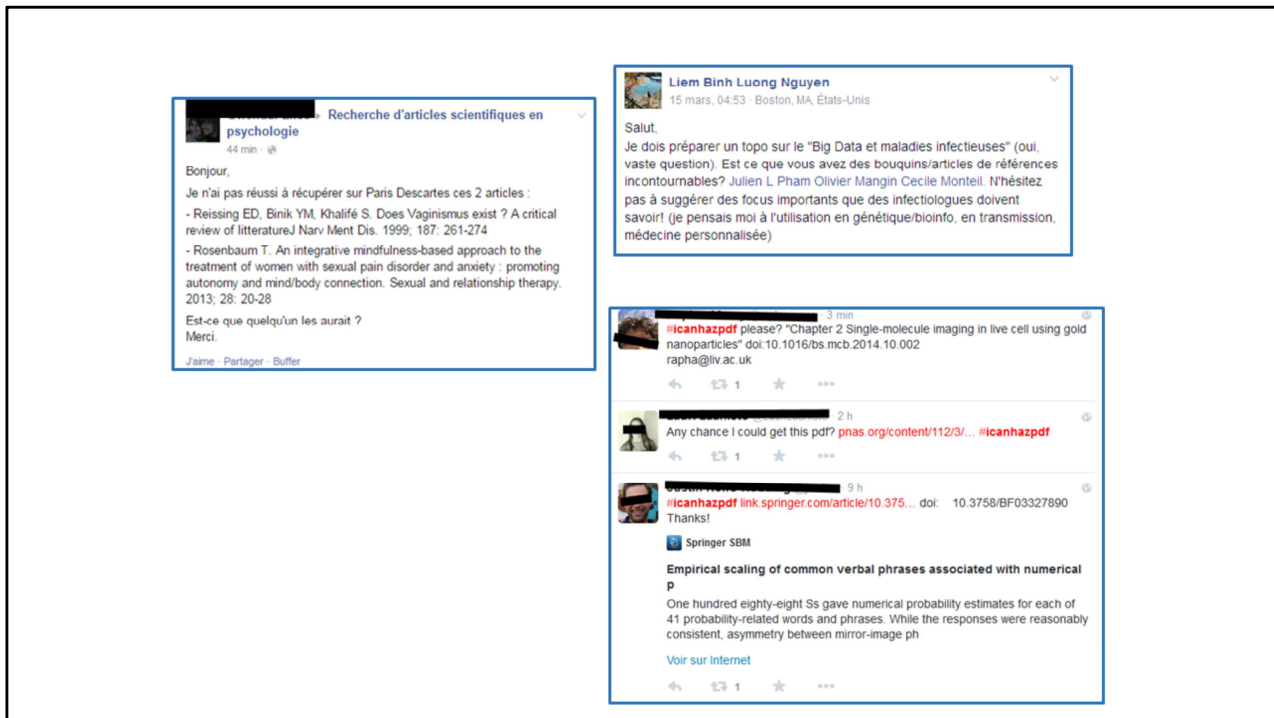 Recherche d'articles scientifiques en
psychologie
44 min ·
Bonjour,
Je n'ai pas réussi à récupérer sur Paris Descartes ces 2 articles :
- Reissing ED, Binik YM, Khalifé S. Does Vaginismus exist ? A critical
review of litteratureJ Narv Ment Dis. 1999; 187: 261-274
- Rosenbaum T. An integrative mindfulness-based approach to the
treatment of women with sexual pain disorder and anxiety : promoting
autonomy and mind/body connection. Sexual and relationship therapy.
2013; 28: 20-28
Est-ce que quelqu'un les aurait ?
Merci.
J'aime · Partager · Buffer
Liem Binh Luong Nguyen
15 mars, 04:53 · Boston, MA, États-Unis
Salut,
Je dois préparer un topo sur le "Big Data et maladies infectieuses" (oui,
vaste question). Est ce que vous avez des bouquins/articles de références
incontournables? Julien L Pham Olivier Mangin Cecile Monteil. N'hésitez
pas à suggérer des focus importants que des infectiologues doivent
savoir! (je pensais moi à l'utilisation en génétique/bioinfo, en transmission,
médecine personnalisée)
· 3 min
#icanhazpdf please? "Chapter 2 Single-molecule imaging in live cell using gold
nanoparticles" doi:10.1016/bs.mcb.2014.10.002
rapha@liv.ac.uk
1
· 2 h
Any chance I could get this pdf? pnas.org/content/112/3/... #icanhazpdf
1
· 9 h
#icanhazpdf link.springer.com/article/10.375... doi: 10.3758/BF03327890
Thanks!
Springer SBM
Empirical scaling of common verbal phrases associated with numerical
p
One hundred eighty-eight Ss gave numerical probability estimates for each of
41 probability-related words and phrases. While the responses were reasonably
consistent, asymmetry between mirror-image ph
Voir sur Internet
1